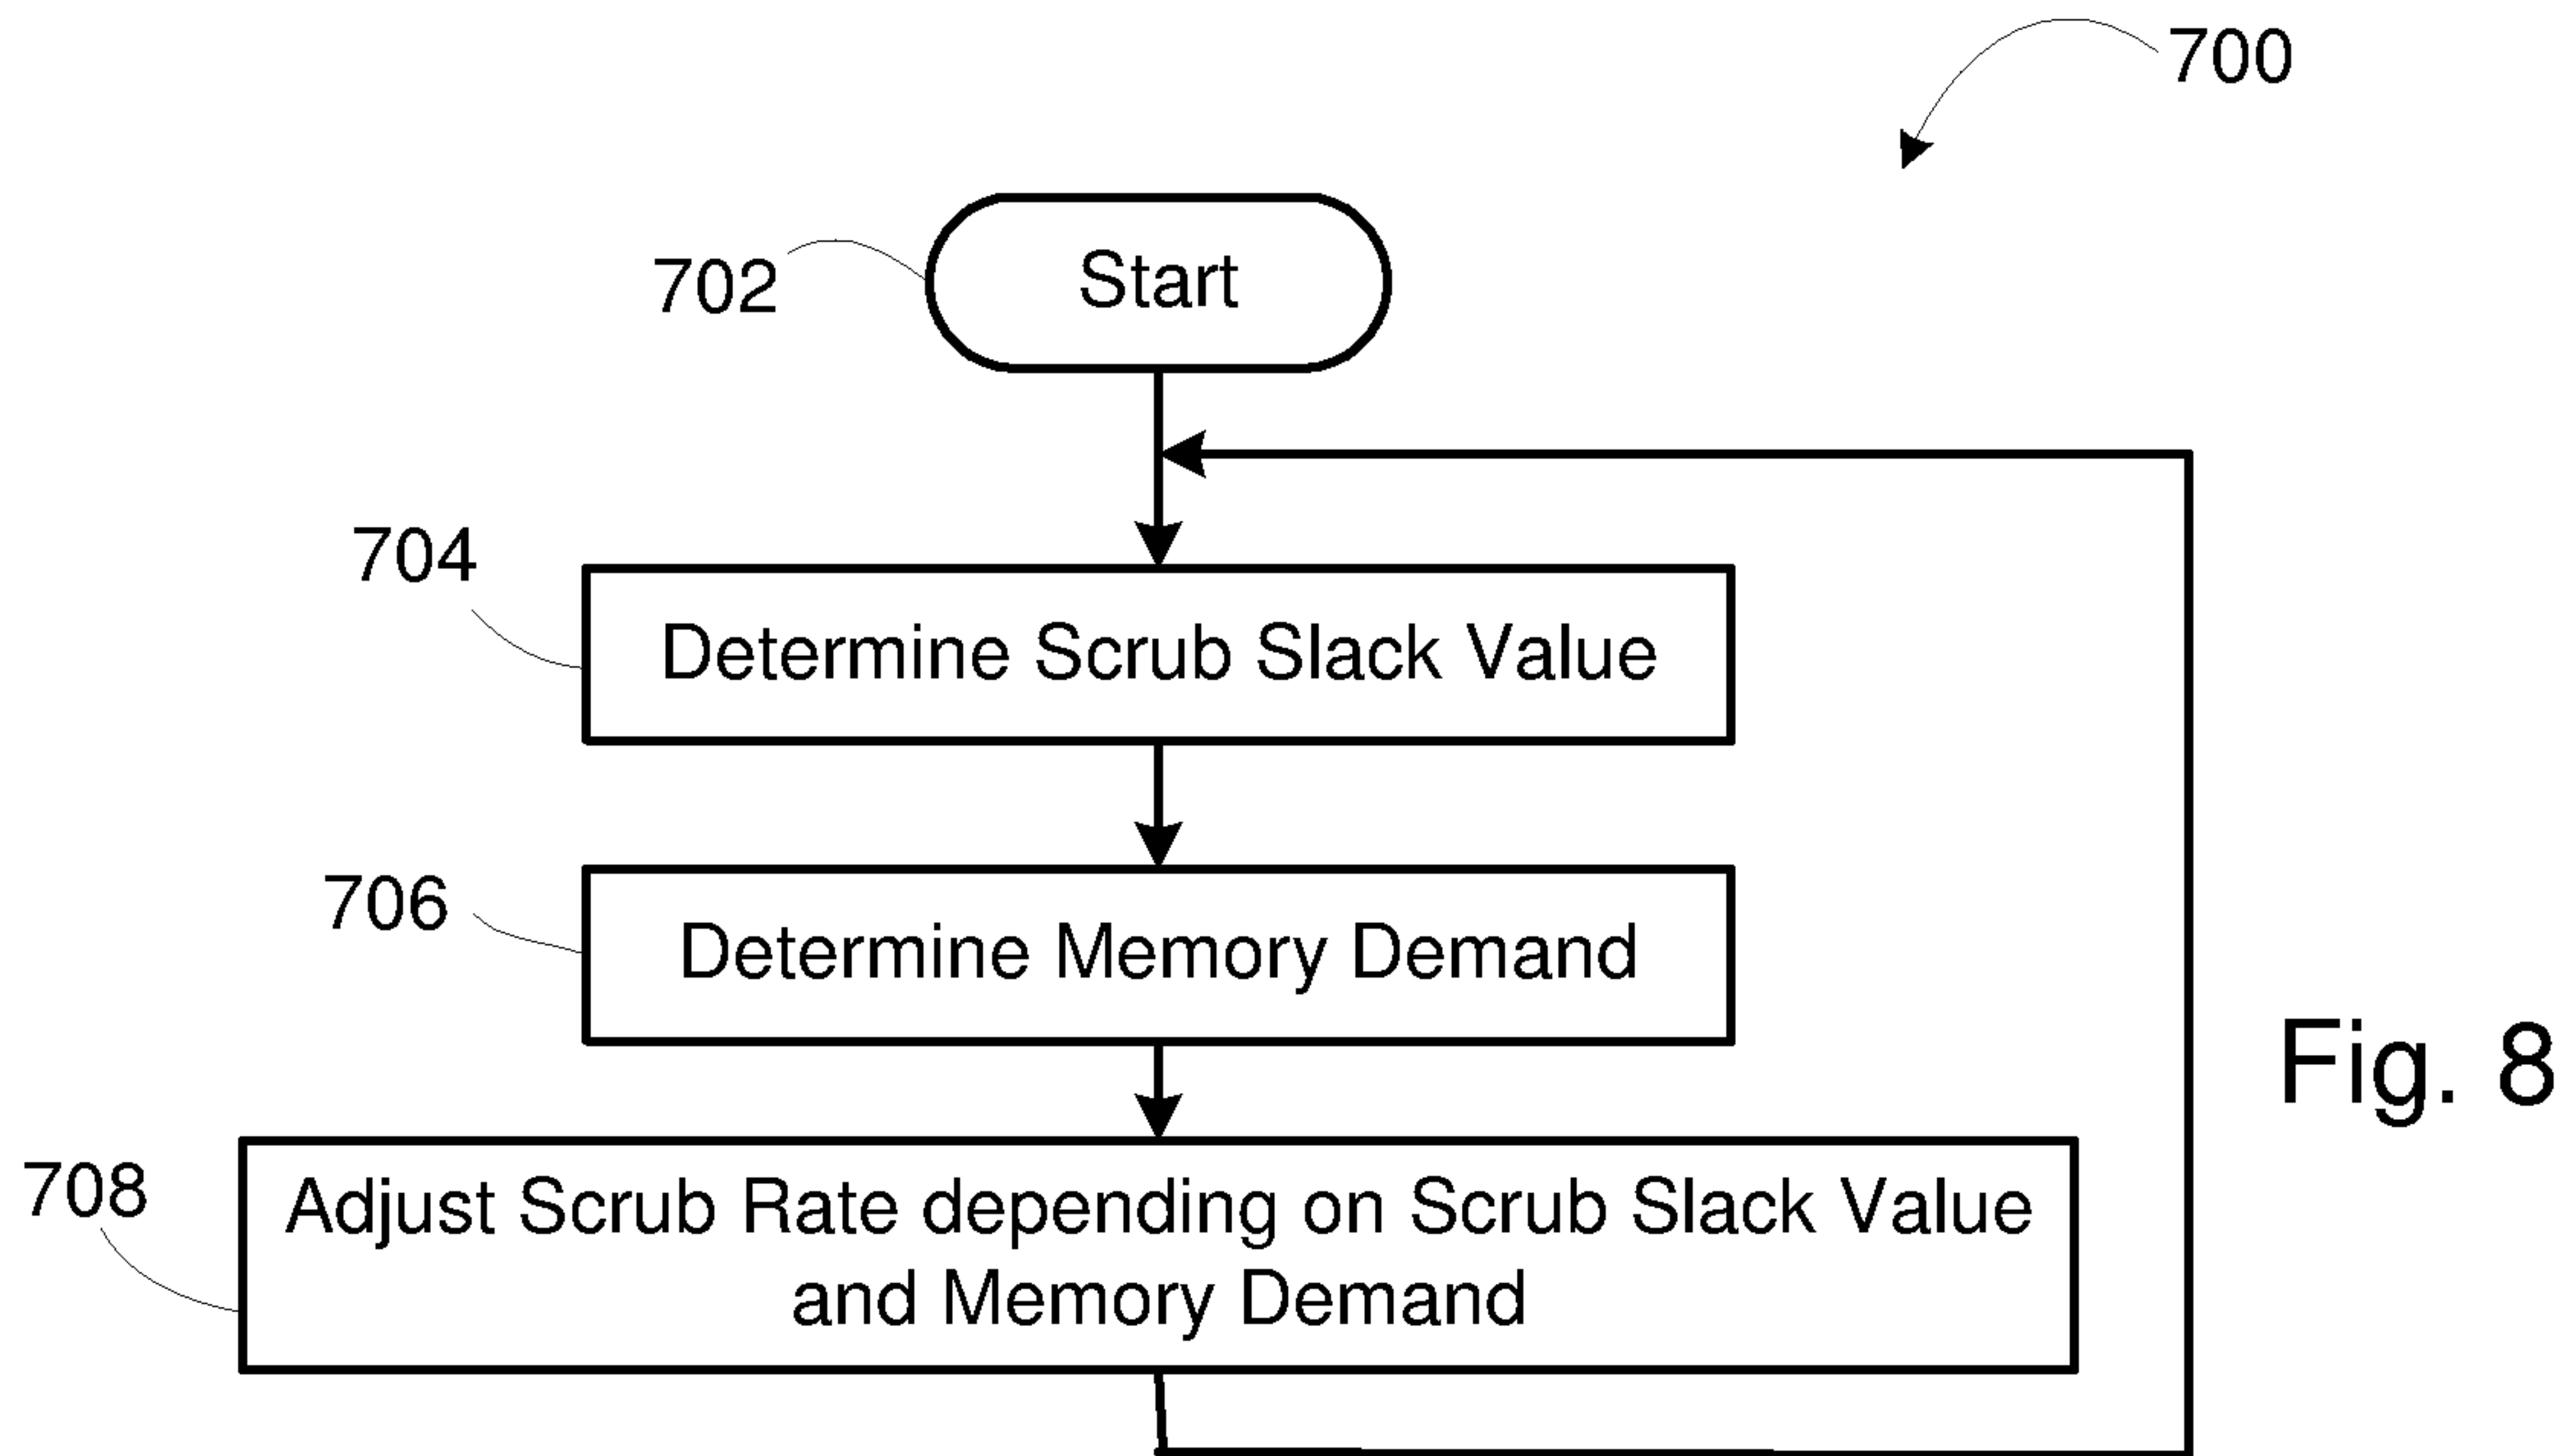 700
702
Start
704
Determine Scrub Slack Value
706
Determine Memory Demand
Fig. 8
708
Adjust Scrub Rate depending on Scrub Slack Value
and Memory Demand